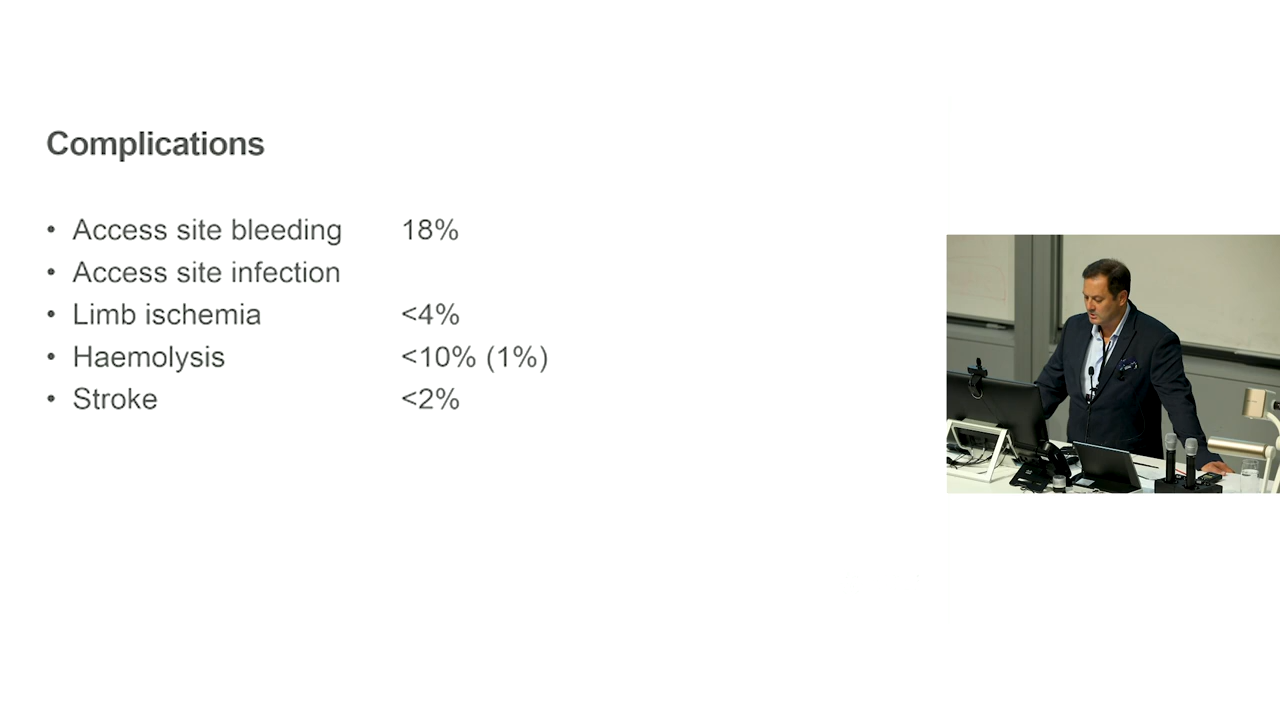 Complications
• Access site bleeding 18%
• Access site infection
• Limb ischemia <4%
• Haemolysis <10% (1%)
• Stroke <2%